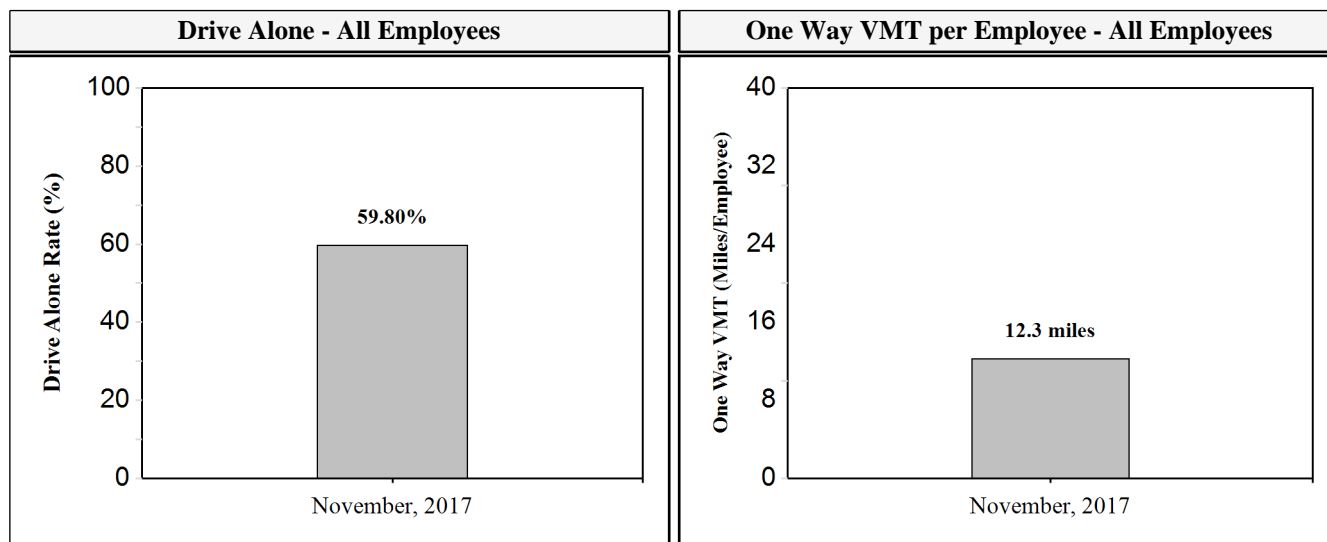 Drive Alone - All Employees
Drive Alone Rate (%)
100
80
60
40
20
0
59.80%
November, 2017
One Way VMT per Employee - All Employees
One Way VMT (Miles/Employee)
40
32
24
16
8
0
12.3 miles
November, 2017